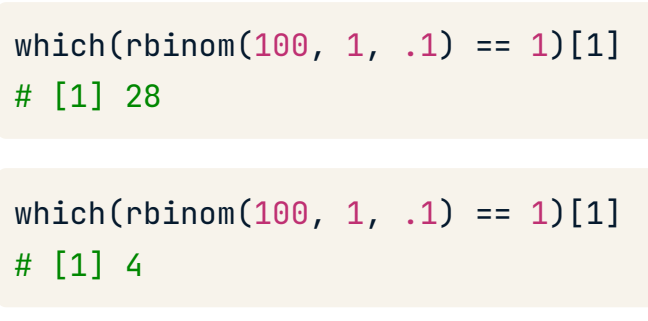 which(rbinom(100, 1, .1) == 1)[1]
# [1] 28
which(rbinom(100, 1, .1) == 1)[1]
# [1] 4